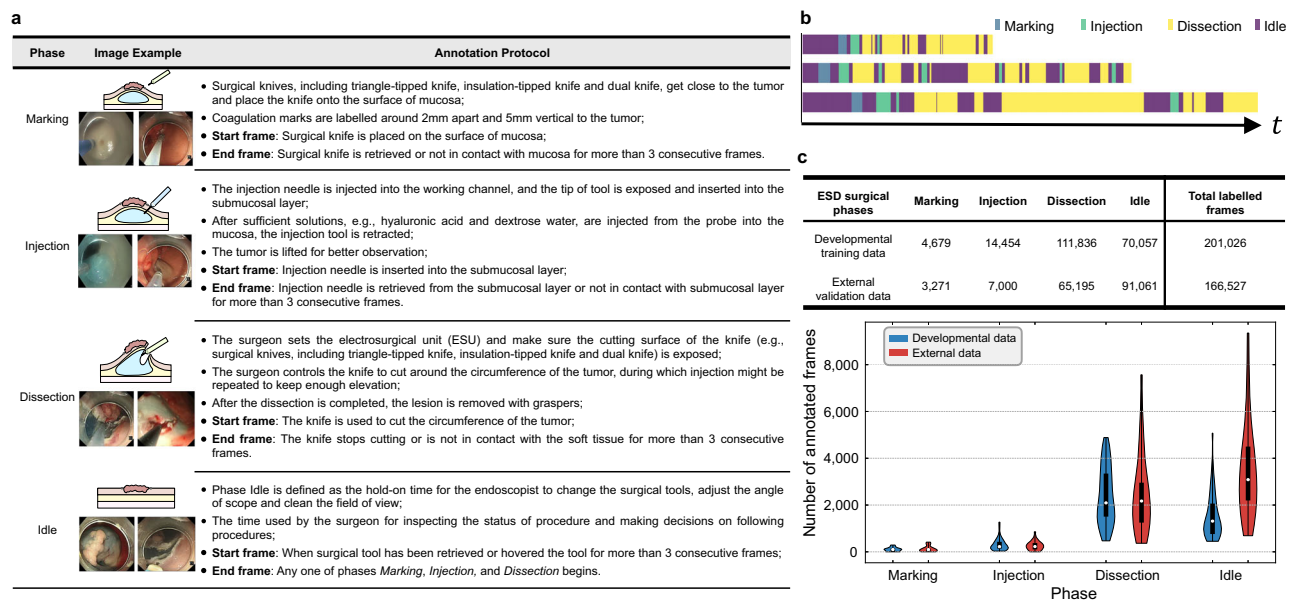 a
Phase Image Example Annotation Protocol
Marking
• Surgical knives, including triangle-tipped knife, insulation-tipped knife and dual knife, get close to the tumor
and place the knife onto the surface of mucosa;
• Coagulation marks are labelled around 2mm apart and 5mm vertical to the tumor;
• Start frame: Surgical knife is placed on the surface of mucosa;
• End frame: Surgical knife is retrieved or not in contact with mucosa for more than 3 consecutive frames.
Injection
• The injection needle is injected into the working channel, and the tip of tool is exposed and inserted into the
submucosal layer;
• After sufficient solutions, e.g., hyaluronic acid and dextrose water, are injected from the probe into the
mucosa, the injection tool is retracted;
• The tumor is lifted for better observation;
• Start frame: Injection needle is inserted into the submucosal layer;
• End frame: Injection needle is retrieved from the submucosal layer or not in contact with submucosal layer
for more than 3 consecutive frames.
Dissection
• The surgeon sets the electrosurgical unit (ESU) and make sure the cutting surface of the knife (e.g.,
surgical knives, including triangle-tipped knife, insulation-tipped knife and dual knife) is exposed;
• The surgeon controls the knife to cut around the circumference of the tumor, during which injection might be
repeated to keep enough elevation;
• After the dissection is completed, the lesion is removed with graspers;
• Start frame: The knife is used to cut the circumference of the tumor;
• End frame: The knife stops cutting or is not in contact with the soft tissue for more than 3 consecutive
frames.
Idle
• Phase Idle is defined as the hold-on time for the endoscopist to change the surgical tools, adjust the angle
of scope and clean the field of view;
• The time used by the surgeon for inspecting the status of procedure and making decisions on following
procedures;
• Start frame: When surgical tool has been retrieved or hovered the tool for more than 3 consecutive frames;
• End frame: Any one of phases Marking, Injection, and Dissection begins.
b
Marking Injection Dissection Idle
t
c
ESD surgical
phases Marking Injection Dissection Idle Total labelled
frames
Developmental
training data 4,679 14,454 111,836 70,057 201,026
External
validation data 3,271 7,000 65,195 91,061 166,527
Developmental data
External data
Number of annotated frames
8,000
6,000
4,000
2,000
0
Marking Injection Dissection Idle
Phase